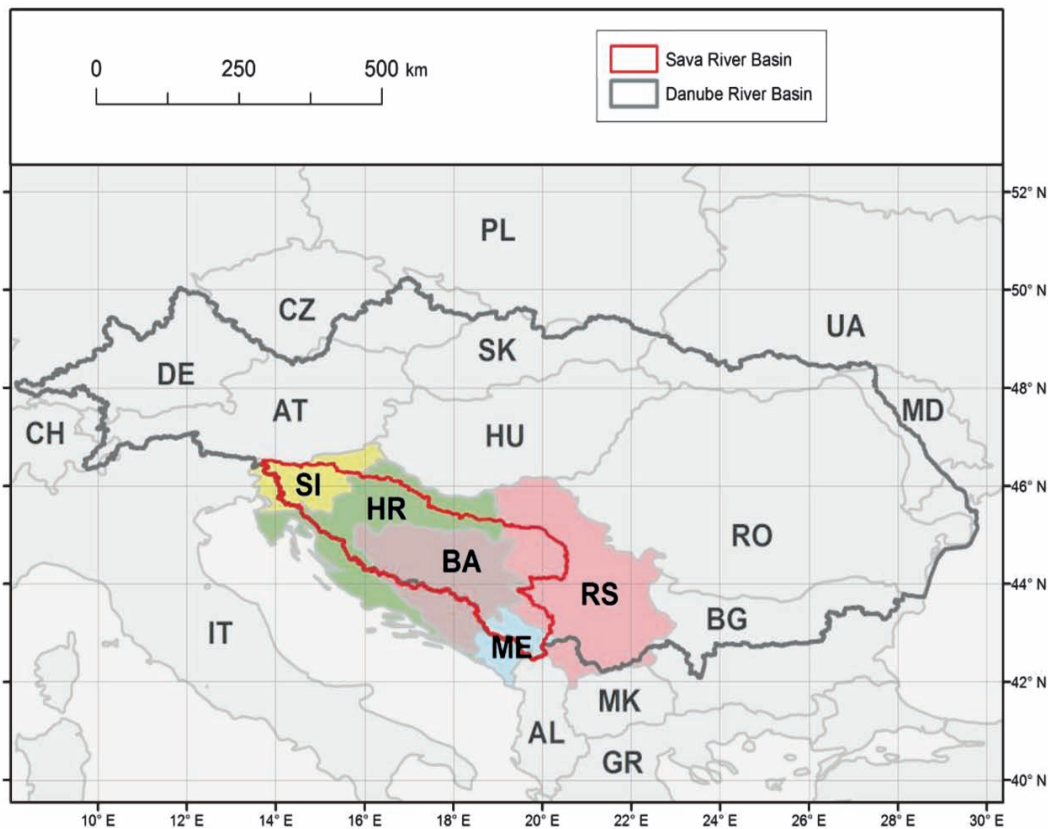 0 250 500 km
Sava River Basin
Danube River Basin
52° N
PL
50° N
CZ
UA
SK
DE
48° N
AT
MD
CH
HU
46° N
SI
HR
RO
BA
44° N
RS
BG
IT
ME
42° N
MK
AL
GR
40° N
10° E 12° E 14° E 16° E 18° E 20° E 22° E 24° E 26° E 28° E 30° E